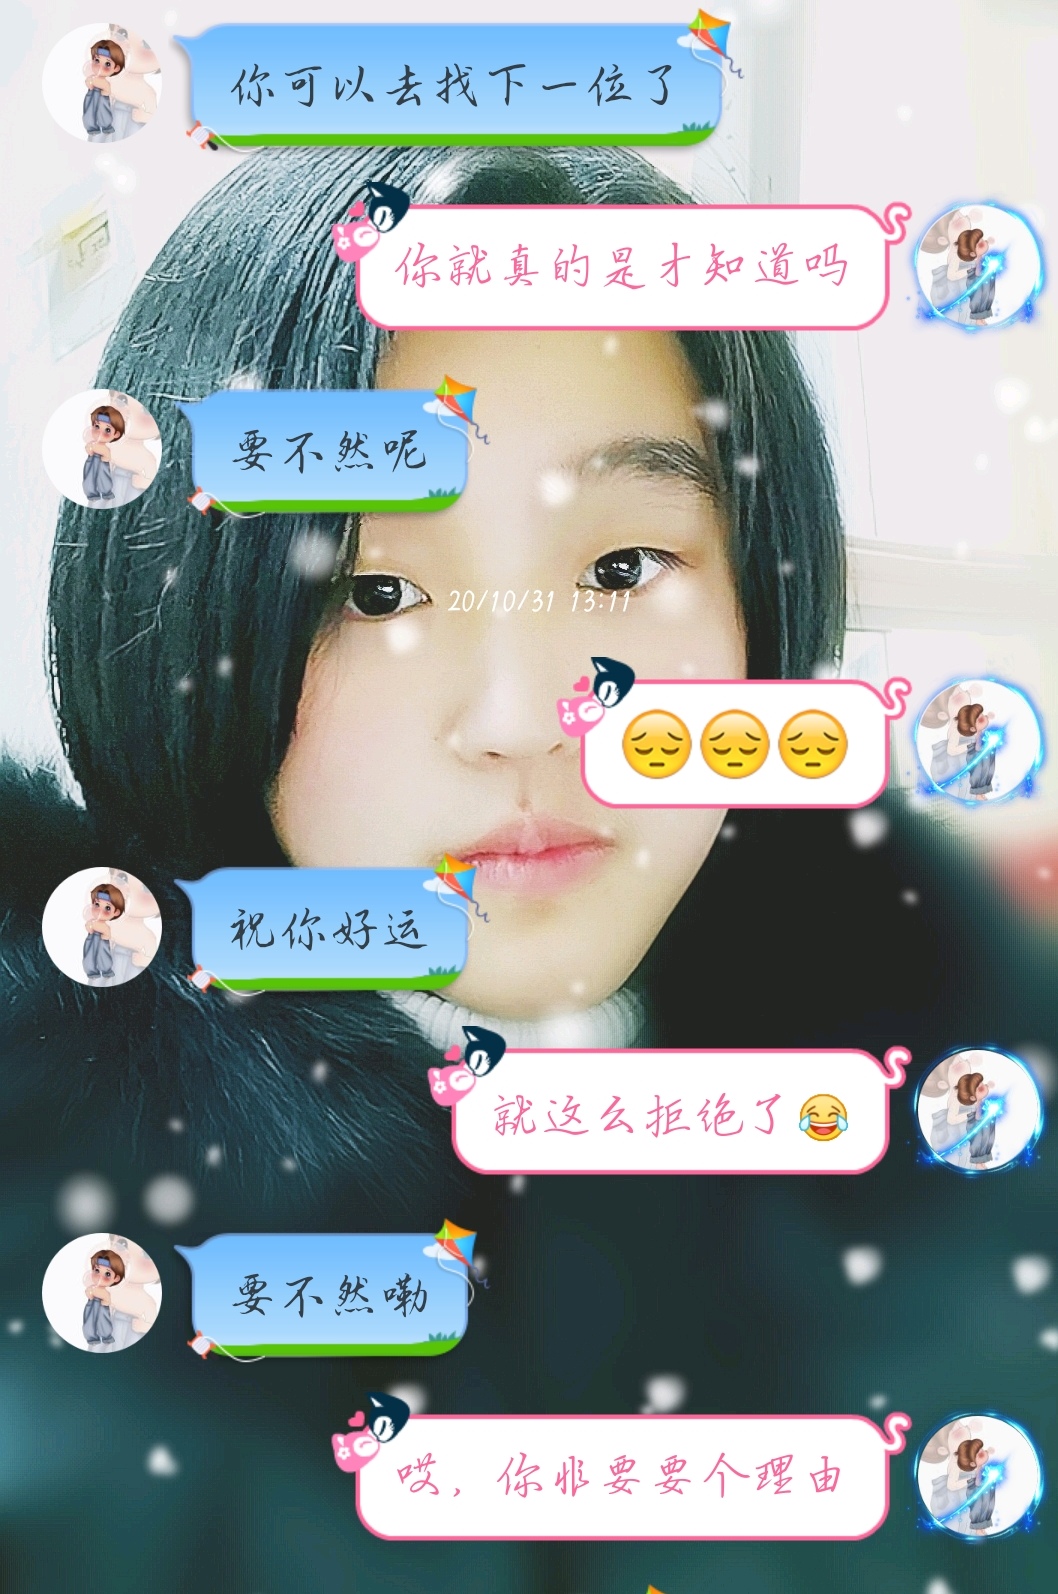 你可以去找下一位了
你就真的是才知道吗
要不然呢
20/10/31 13:11
😔😔😔
祝你好运
就这么拒绝了😂
要不然嘞
哎，你非要要个理由